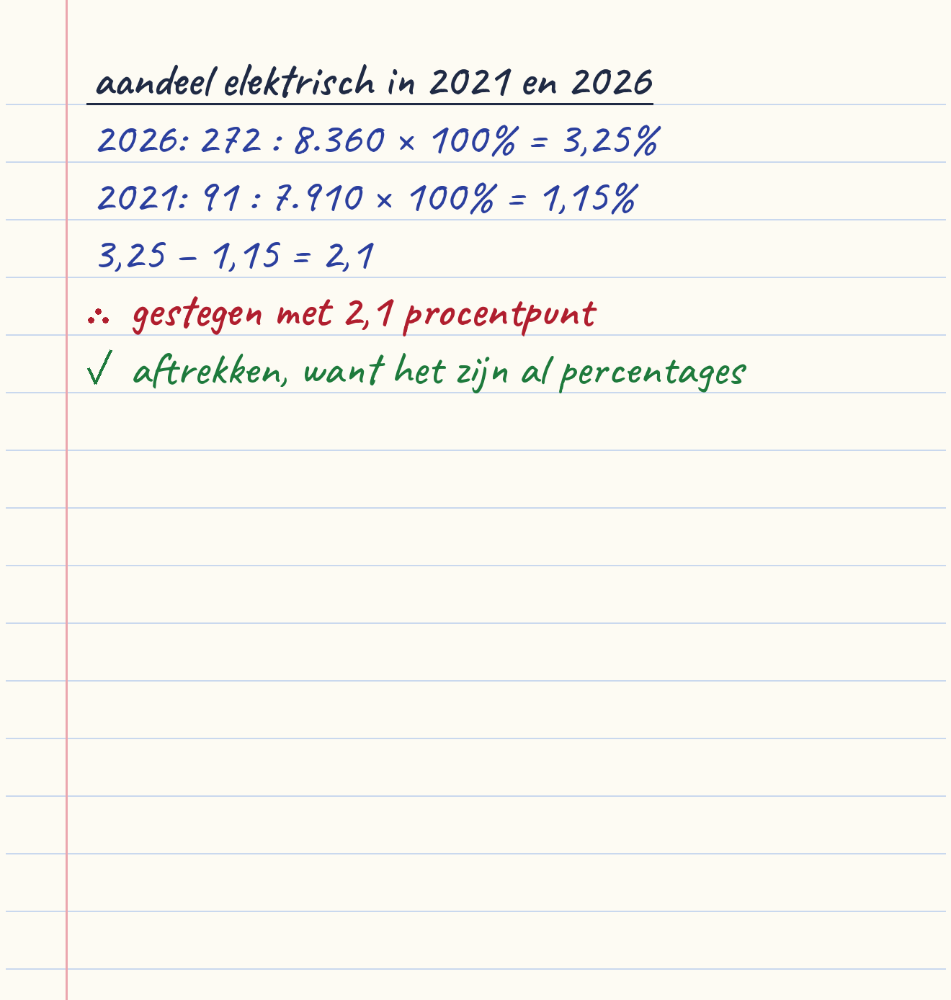 aandeel elektrisch in 2021 en 2026
2026: 272 : 8.360 × 100% = 3,25%
2021: 91 : 7.910 × 100% = 1,15%
3,25 – 1,15 = 2,1
∴ gestegen met 2,1 procentpunt
✓ aftrekken, want het zijn al percentages